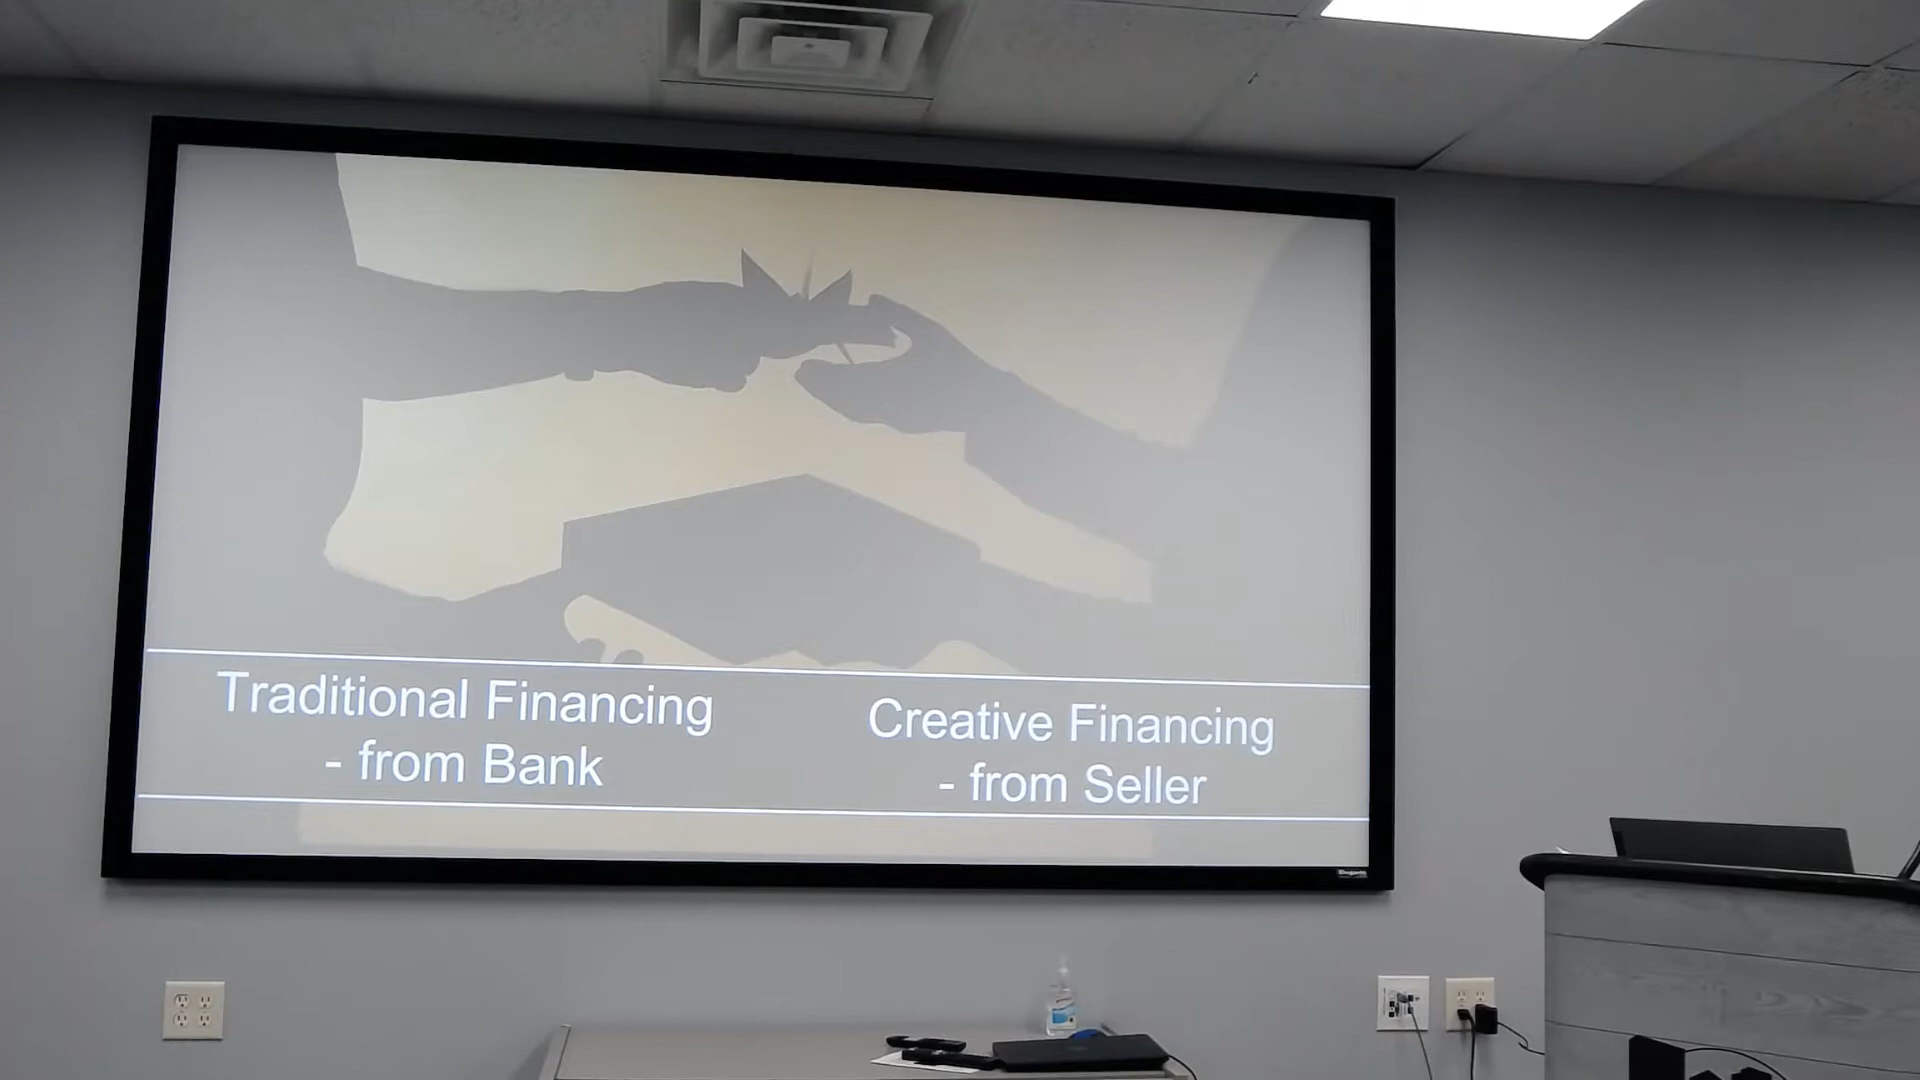 Traditional Financing
- from Bank
Creative Financing
- from Seller